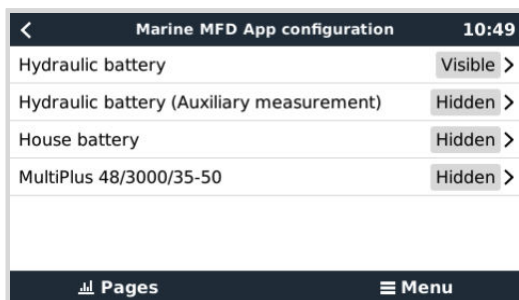 Marine MFD App configuration 10:49
Hydraulic battery Visible
Hydraulic battery (Auxiliary measurement) Hidden
House battery Hidden
MultiPlus 48/3000/35-50 Hidden
Pages Menu